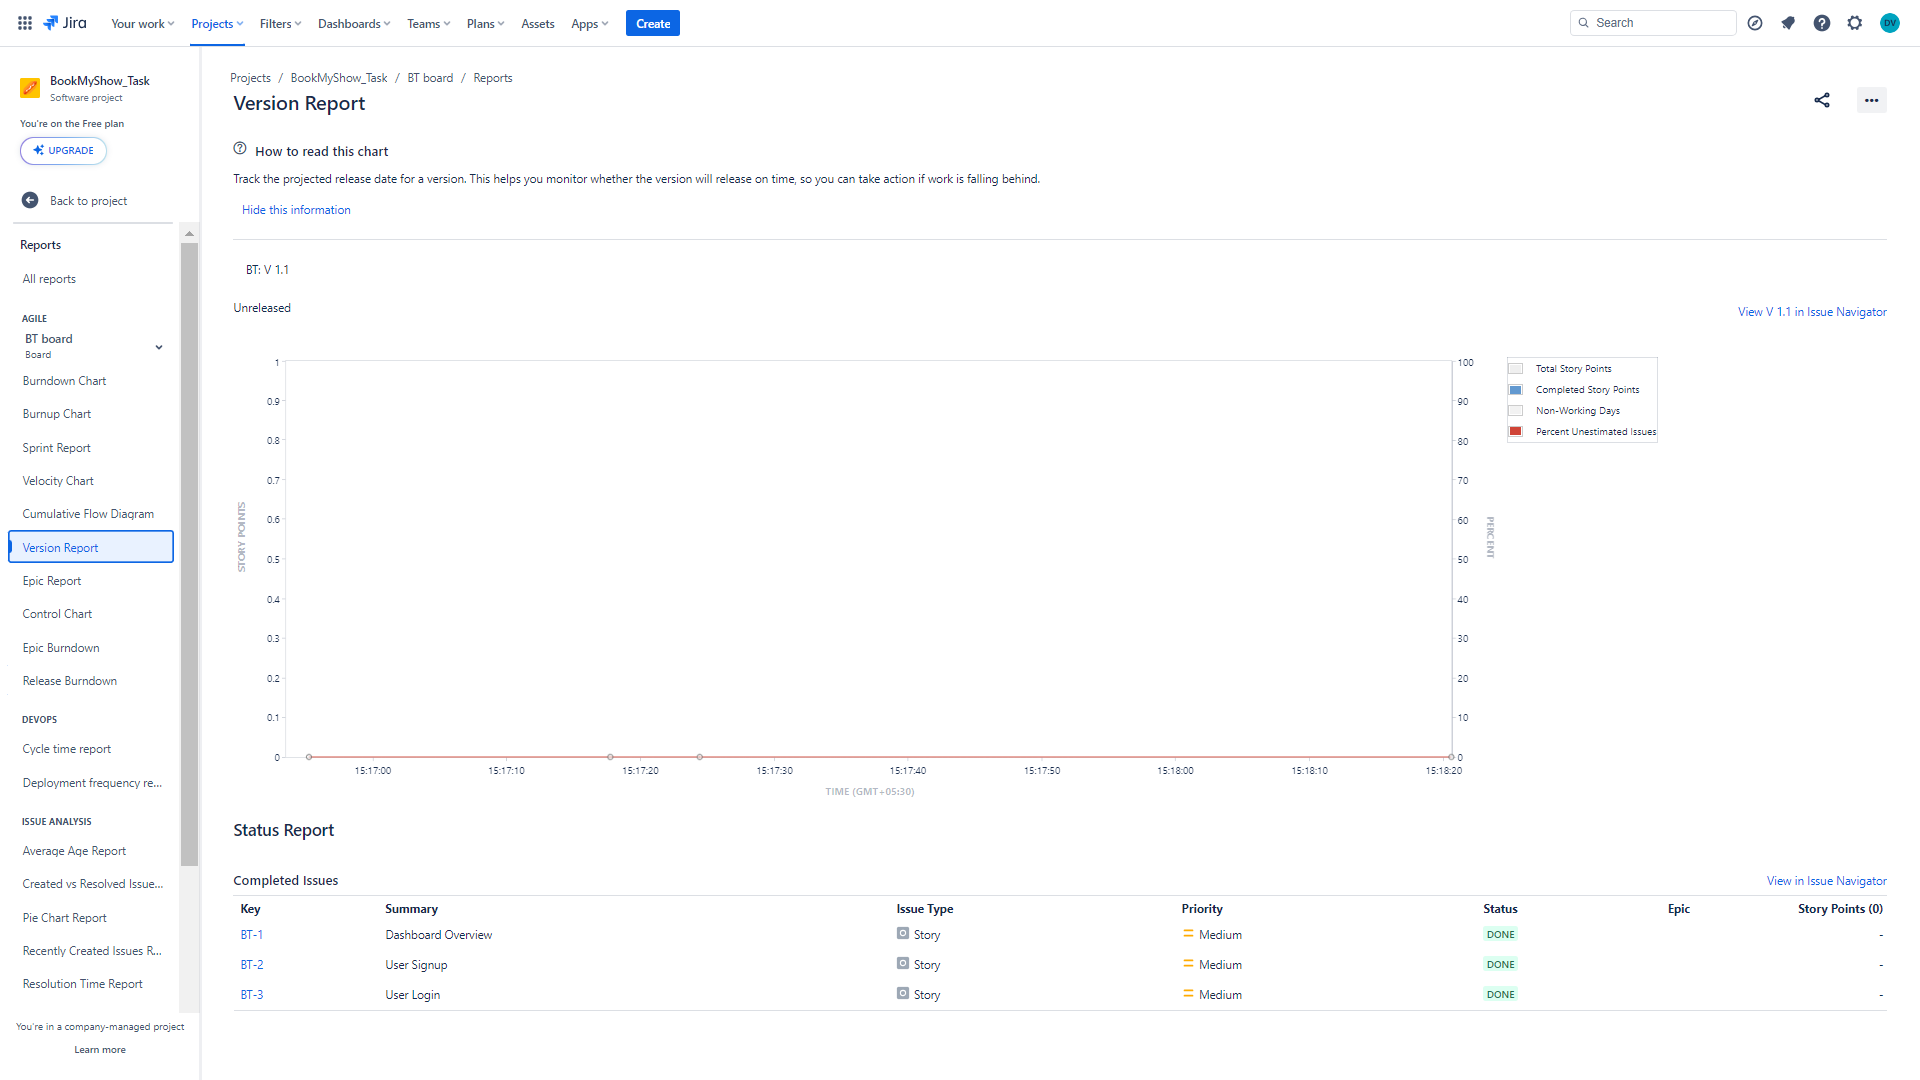 Jira Your work Projects Filters Dashboards Teams Plans Assets Apps Create Search DV
BookMyShow_Task
Software project
You're on the Free plan
UPGRADE
Back to project
Reports
All reports
AGILE
BT board
Board
Burndown Chart
Burnup Chart
Sprint Report
Velocity Chart
Cumulative Flow Diagram
Version Report
Epic Report
Control Chart
Epic Burndown
Release Burndown
DEVOPS
Cycle time report
Deployment frequency re...
ISSUE ANALYSIS
Average Age Report
Created vs Resolved Issue...
Pie Chart Report
Recently Created Issues R...
Resolution Time Report
You're in a company-managed project
Learn more
Projects / BookMyShow_Task / BT board / Reports
Version Report
How to read this chart
Track the projected release date for a version. This helps you monitor whether the version will release on time, so you can take action if work is falling behind.
Hide this information
BT: V 1.1
Unreleased
View V 1.1 in Issue Navigator
STORY POINTS
1
0.9
0.8
0.7
0.6
0.5
0.4
0.3
0.2
0.1
0
100
90
80
70
60
50
40
30
20
10
0
PERCENT
15:17:00 15:17:10 15:17:20 15:17:30 15:17:40 15:17:50 15:18:00 15:18:10 15:18:20
TIME (GMT+05:30)
Total Story Points
Completed Story Points
Non-Working Days
Percent Unestimated Issues
Status Report
Completed Issues View in Issue Navigator
Key Summary Issue Type Priority Status Epic Story Points (0)
BT-1 Dashboard Overview Story Medium DONE -
BT-2 User Signup Story Medium DONE -
BT-3 User Login Story Medium DONE -